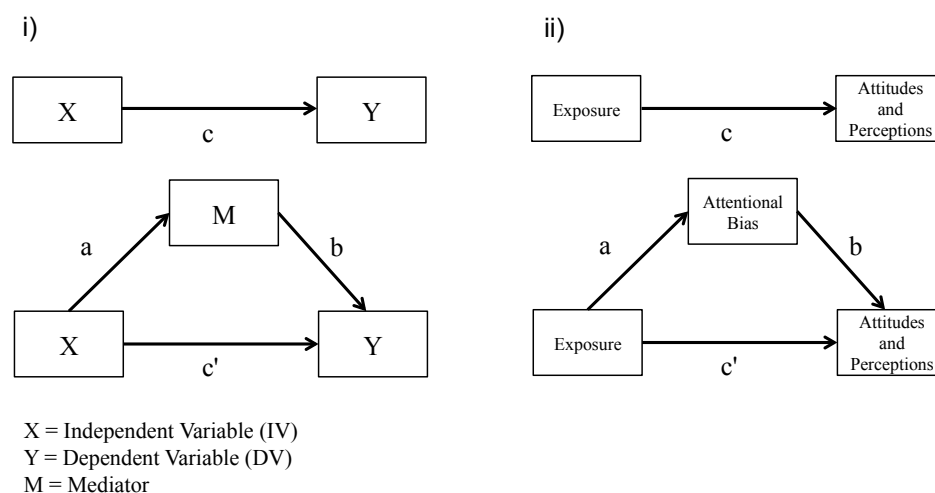 i)
X
c
Y
M
a
b
X
c'
Y
X = Independent Variable (IV)
Y = Dependent Variable (DV)
M = Mediator
ii)
Exposure
c
Attitudes
and
Perceptions
Attentional
Bias
a
b
Exposure
c'
Attitudes
and
Perceptions